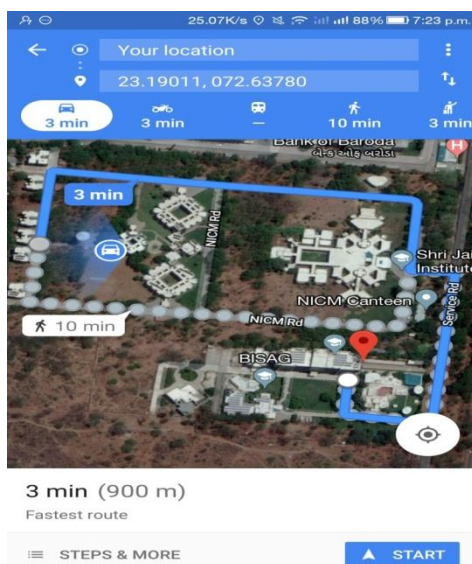 25.07K/s 88% 7:23 p.m.
Your location
23.19011, 072.63780
3 min 3 min — 10 min 3 min
Bank of Baroda
બેન્ક ઓફ બરોડા
3 min
NICM Rd
Shri Jai
Institute
NICM Canteen
Service Rd
10 min
NICM Rd
BISAG
3 min (900 m)
Fastest route
STEPS & MORE START